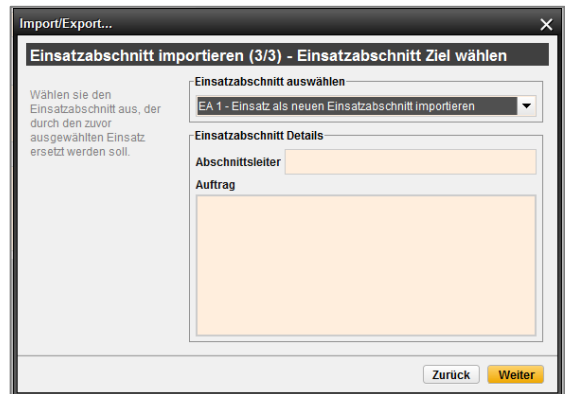 Import/Export...
Einsatzabschnitt importieren (3/3) - Einsatzabschnitt Ziel wählen
Wählen sie den
Einsatzabschnitt aus, der
durch den zuvor
ausgewählten Einsatz
ersetzt werden soll.
Einsatzabschnitt auswählen
EA 1 - Einsatz als neuen Einsatzabschnitt importieren
Einsatzabschnitt Details
Abschnittsleiter
Auftrag
Zurück
Weiter